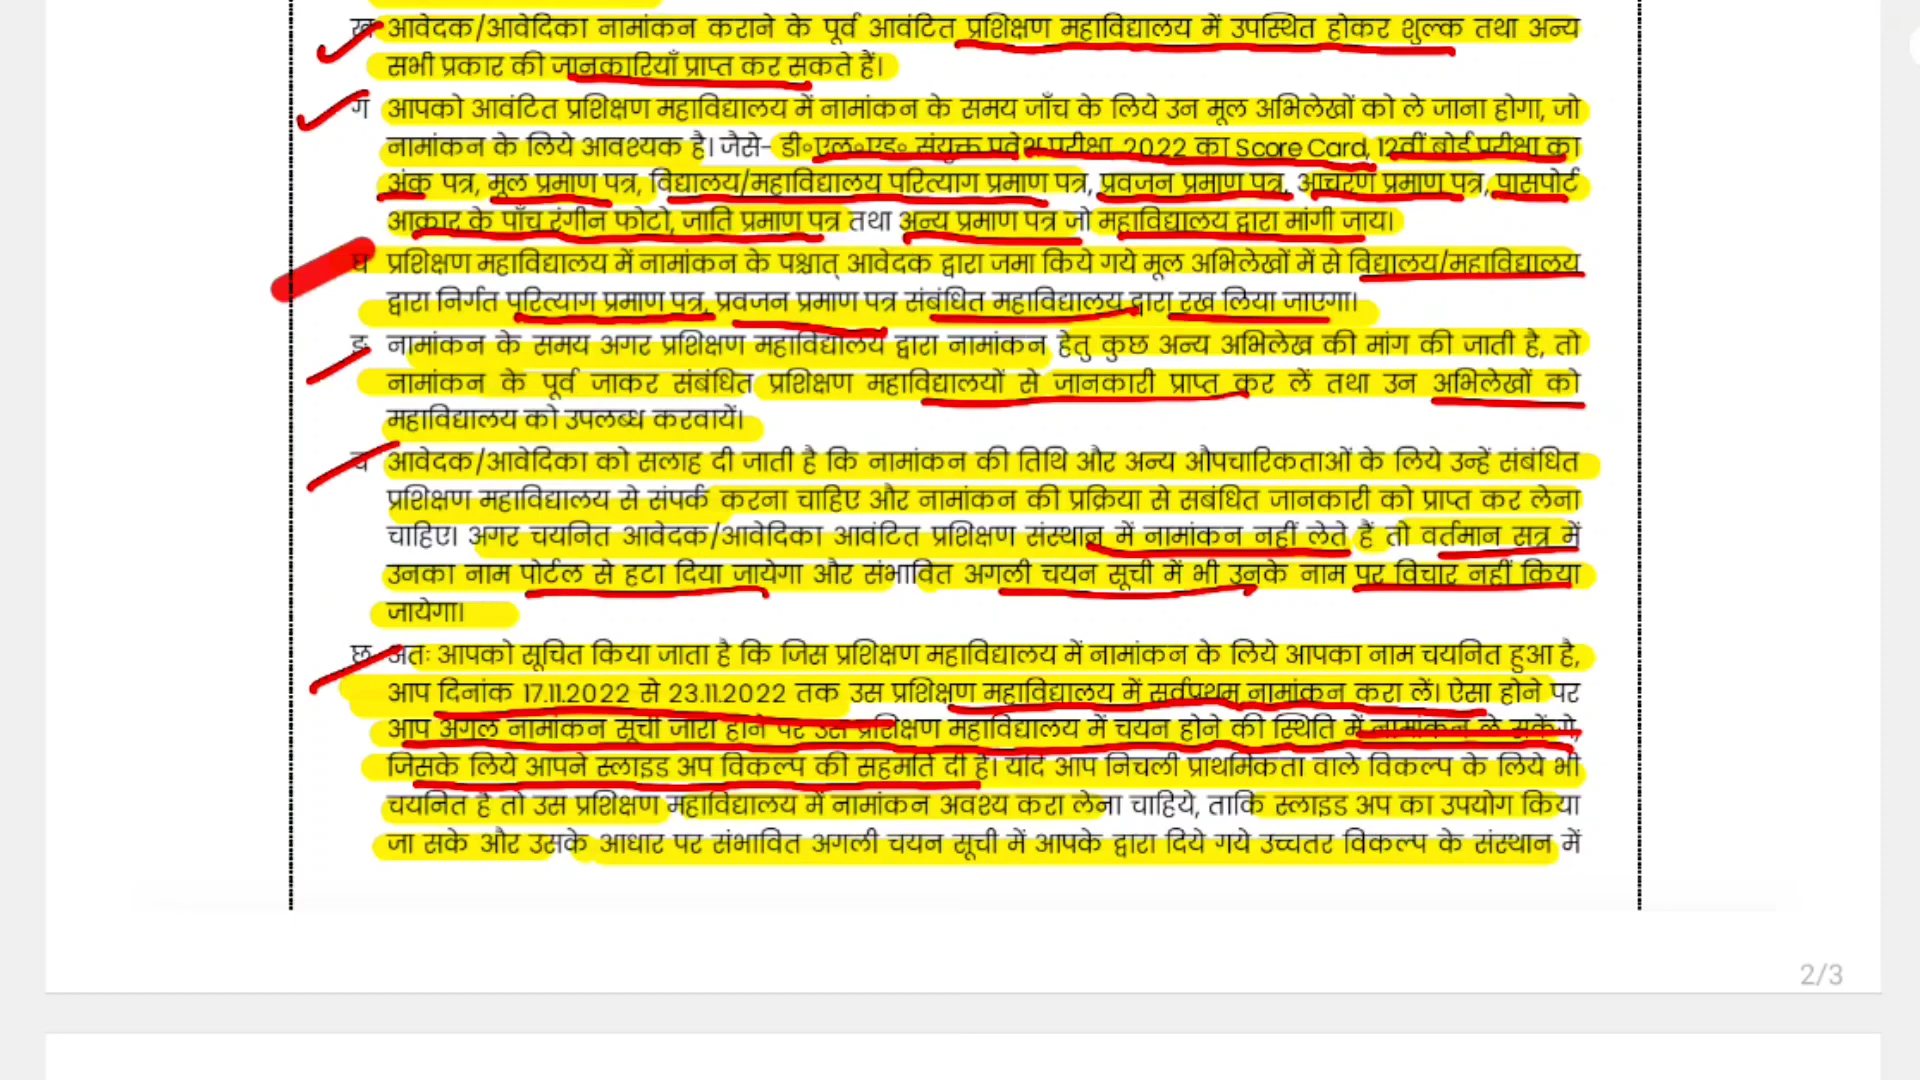 ख आवेदक/आवेदिका नामांकन कराने के पूर्व आवंटित प्रशिक्षण महाविद्यालय में उपस्थित होकर शुल्क तथा अन्य
सभी प्रकार की जानकारियाँ प्राप्त कर सकते हैं।
ग आपको आवंटित प्रशिक्षण महाविद्यालय में नामांकन के समय जाँच के लिये उन मूल अभिलेखों को ले जाना होगा, जो
नामांकन के लिये आवश्यक है। जैसे- डी०एल०एड० संयुक्त प्रवेश परीक्षा 2022 का Score Card, 12वीं बोर्ड परीक्षा का
अंक पत्र, मूल प्रमाण पत्र, विद्यालय/महाविद्यालय परित्याग प्रमाण पत्र, प्रवजन प्रमाण पत्र, आचरण प्रमाण पत्र, पासपोर्ट
आकार के पाँच रंगीन फोटो, जाति प्रमाण पत्र तथा अन्य प्रमाण पत्र जो महाविद्यालय द्वारा मांगी जाय।
घ प्रशिक्षण महाविद्यालय में नामांकन के पश्चात् आवेदक द्वारा जमा किये गये मूल अभिलेखों में से विद्यालय/महाविद्यालय
द्वारा निर्गत परित्याग प्रमाण पत्र, प्रवजन प्रमाण पत्र संबंधित महाविद्यालय द्वारा रख लिया जाएगा।
ङ नामांकन के समय अगर प्रशिक्षण महाविद्यालय द्वारा नामांकन हेतु कुछ अन्य अभिलेख की मांग की जाती है, तो
नामांकन के पूर्व जाकर संबंधित प्रशिक्षण महाविद्यालयों से जानकारी प्राप्त कर लें तथा उन अभिलेखों को
महाविद्यालय को उपलब्ध करवायें।
च आवेदक/आवेदिका को सलाह दी जाती है कि नामांकन की तिथि और अन्य औपचारिकताओं के लिये उन्हें संबंधित
प्रशिक्षण महाविद्यालय से संपर्क करना चाहिए और नामांकन की प्रक्रिया से सबंधित जानकारी को प्राप्त कर लेना
चाहिए। अगर चयनित आवेदक/आवेदिका आवंटित प्रशिक्षण संस्थान में नामांकन नहीं लेते हैं तो वर्तमान सत्र में
उनका नाम पोर्टल से हटा दिया जायेगा और संभावित अगली चयन सूची में भी उनके नाम पर विचार नहीं किया
जायेगा।
छ अतः आपको सूचित किया जाता है कि जिस प्रशिक्षण महाविद्यालय में नामांकन के लिये आपका नाम चयनित हुआ है,
आप दिनांक 17.11.2022 से 23.11.2022 तक उस प्रशिक्षण महाविद्यालय में सर्वप्रथम नामांकन करा लें। ऐसा होने पर
आप अगले नामांकन सूची जारी होने पर उस प्रशिक्षण महाविद्यालय में चयन होने की स्थिति में नामांकन ले सकेंगे,
जिसके लिये आपने स्लाइड अप विकल्प की सहमति दी है। यदि आप निचली प्राथमिकता वाले विकल्प के लिये भी
चयनित है तो उस प्रशिक्षण महाविद्यालय में नामांकन अवश्य करा लेना चाहिये, ताकि स्लाइड अप का उपयोग किया
जा सके और उसके आधार पर संभावित अगली चयन सूची में आपके द्वारा दिये गये उच्चतर विकल्प के संस्थान में
2/3